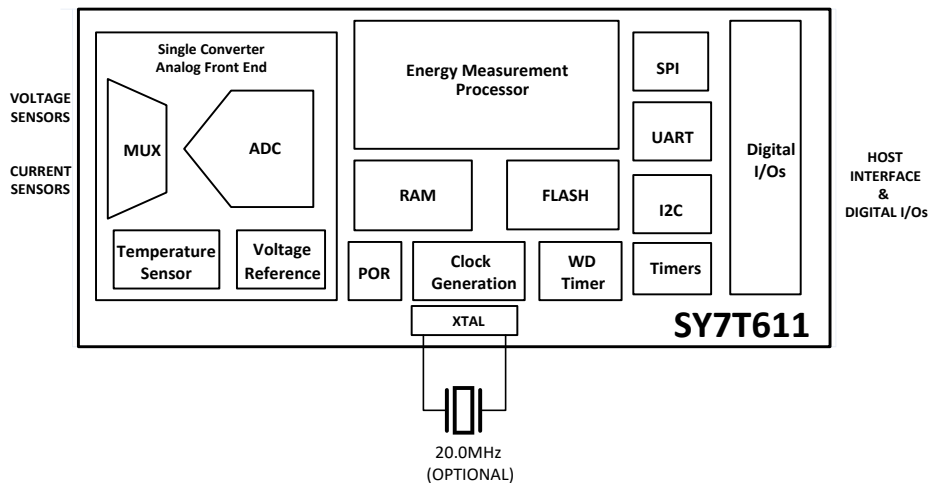 Single Converter
Analog Front End
VOLTAGE
SENSORS
CURRENT
SENSORS
MUX
ADC
Temperature
Sensor
Voltage
Reference
Energy Measurement
Processor
RAM
FLASH
POR
Clock
Generation
WD
Timer
XTAL
SPI
UART
I2C
Timers
Digital
I/Os
HOST
INTERFACE
&
DIGITAL I/Os
SY7T611
20.0MHz
(OPTIONAL)